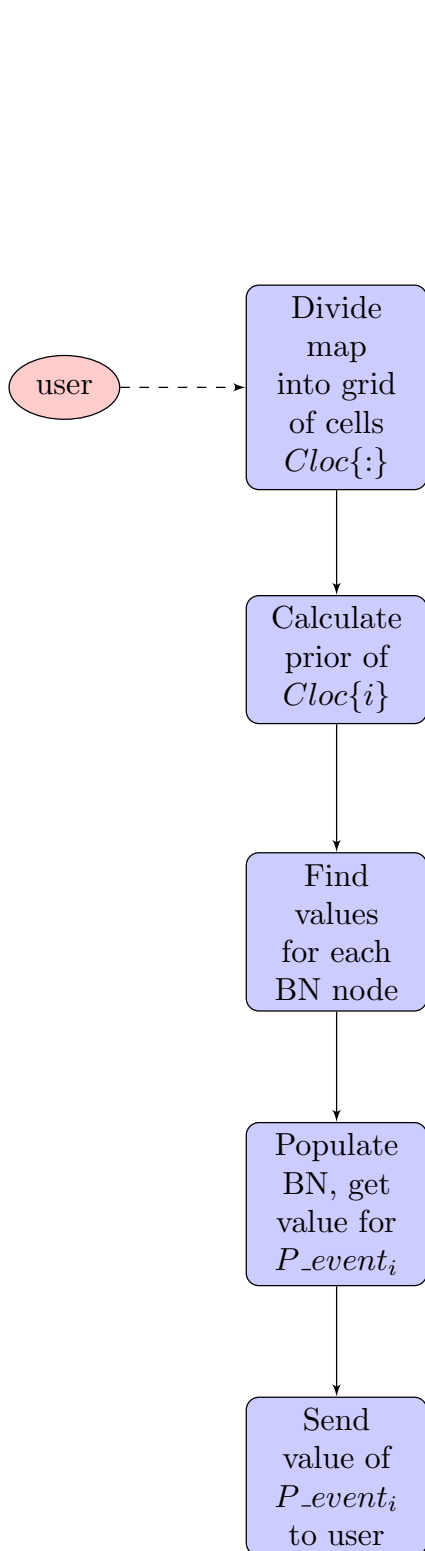 user
Divide
map
into grid
of cells
Cloc{:}
Calculate
prior of
Cloc{i}
Find
values
for each
BN node
Populate
BN, get
value for
P_event_i
Send
value of
P_event_i
to user